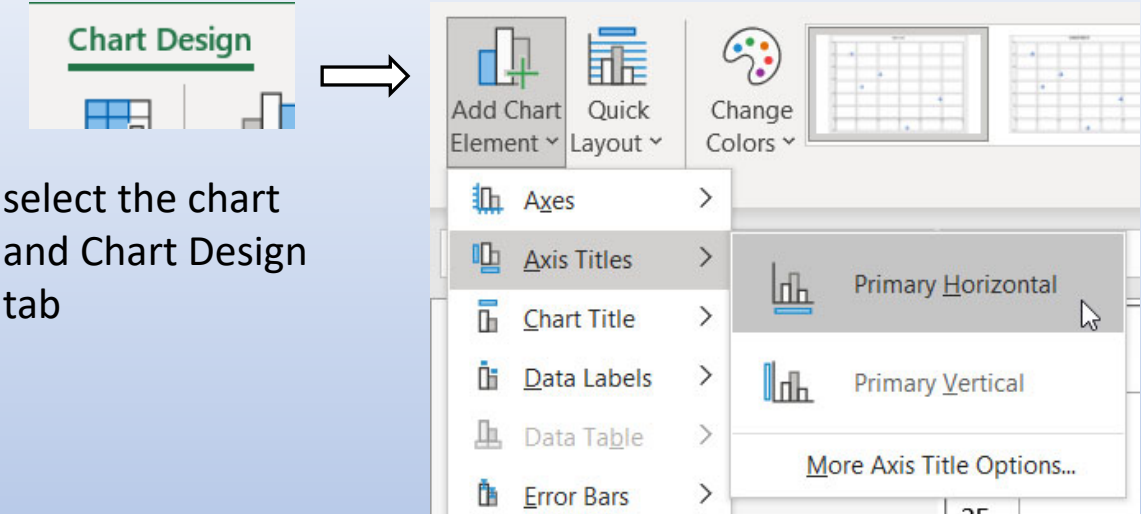 Chart Design
select the chart
and Chart Design
tab
Add Chart
Element
Quick
Layout
Change
Colors
Axes
Axis Titles
Chart Title
Data Labels
Data Table
Error Bars
Primary Horizontal
Primary Vertical
More Axis Title Options...